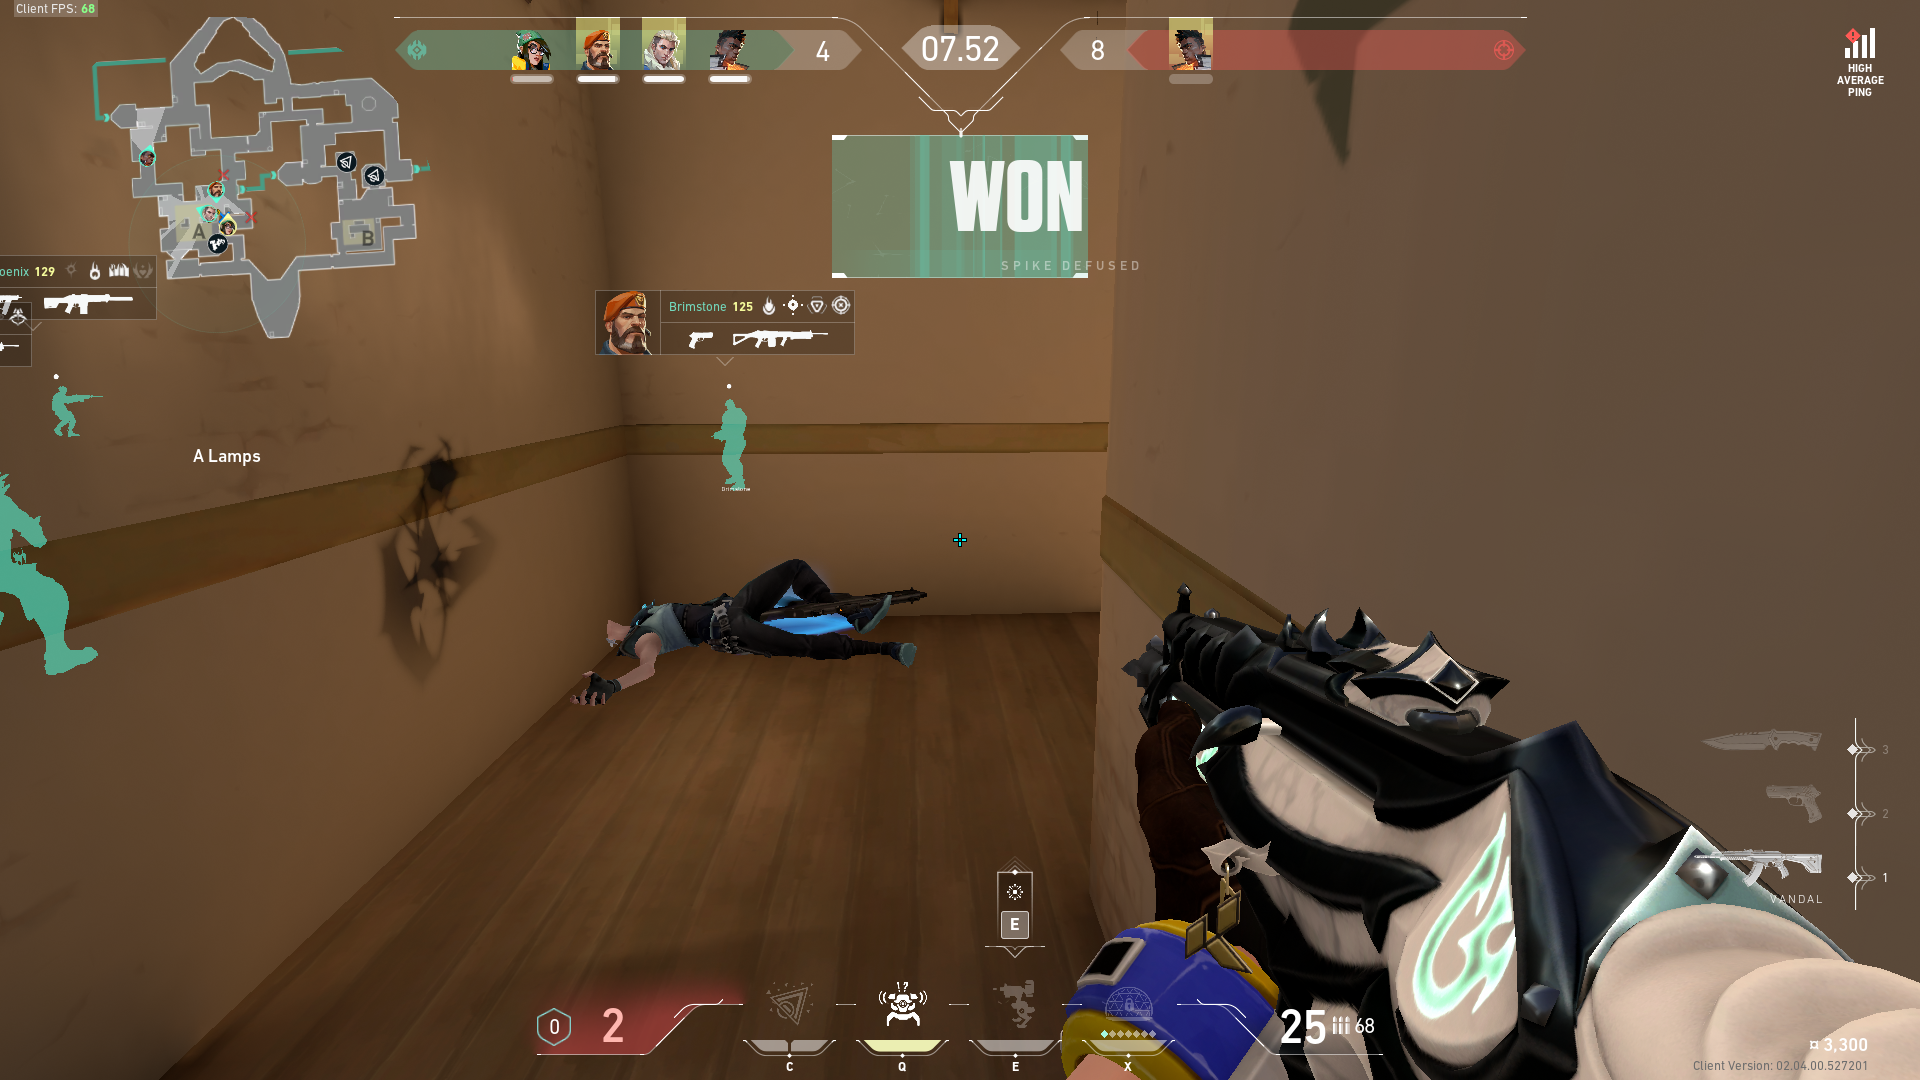 Client FPS: 68
4
07.52
8
HIGH
AVERAGE
PING
WON
SPIKE DEFUSED
A
B
oenix 129
Brimstone 125
A Lamps
Brimstone
3
2
1
VANDAL
E
0
2
!?
25
68
C
Q
E
X
¤ 3,300
Client Version: 02.04.00.527201